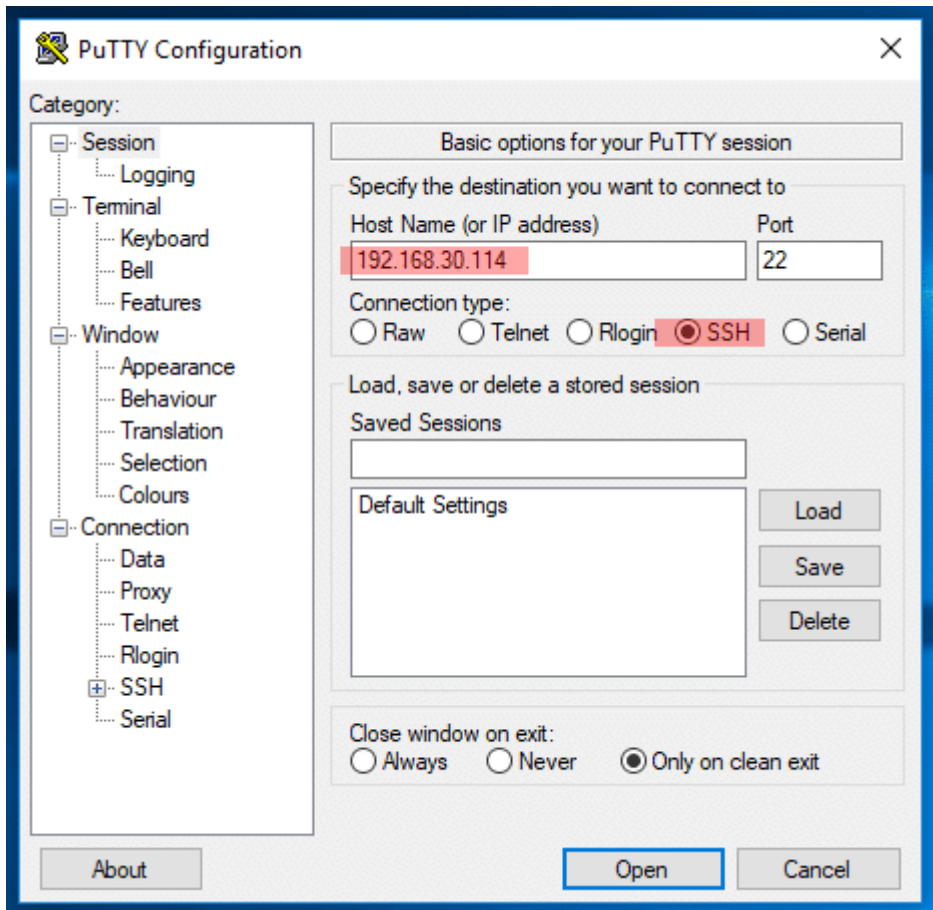 PuTTY Configuration
Category:
Session
Logging
Terminal
Keyboard
Bell
Features
Window
Appearance
Behaviour
Translation
Selection
Colours
Connection
Data
Proxy
Telnet
Rlogin
SSH
Serial
Basic options for your PuTTY session
Specify the destination you want to connect to
Host Name (or IP address) Port
192.168.30.114 22
Connection type:
Raw Telnet Rlogin SSH Serial
Load, save or delete a stored session
Saved Sessions
Default Settings
Load
Save
Delete
Close window on exit:
Always Never Only on clean exit
About Open Cancel